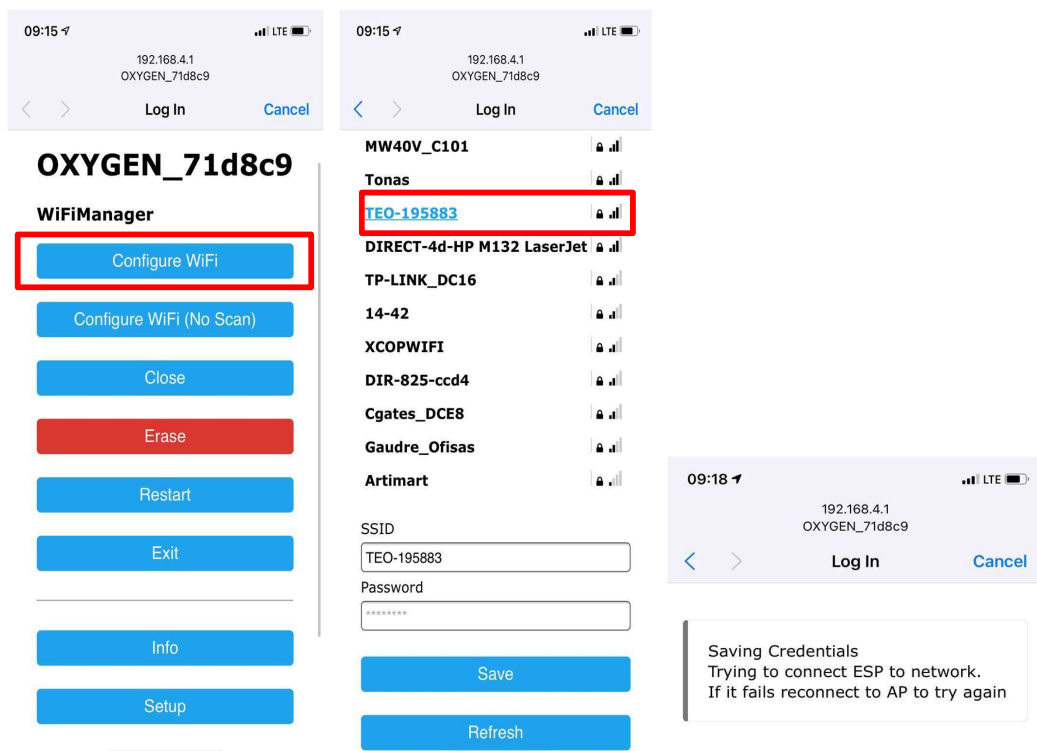 09:15
LTE
192.168.4.1
OXYGEN_71d8c9
Log In
Cancel
OXYGEN_71d8c9
WiFiManager
Configure WiFi
Configure WiFi (No Scan)
Close
Erase
Restart
Exit
Info
Setup
09:15
LTE
192.168.4.1
OXYGEN_71d8c9
Log In
Cancel
MW40V_C101
Tonas
TEO-195883
DIRECT-4d-HP M132 LaserJet
TP-LINK_DC16
14-42
XCOPWIFI
DIR-825-ccd4
Cgates_DCE8
Gaudre_Ofisas
Artimart
SSID
TEO-195883
Password
********
Save
Refresh
09:18
LTE
192.168.4.1
OXYGEN_71d8c9
Log In
Cancel
Saving Credentials
Trying to connect ESP to network.
If it fails reconnect to AP to try again